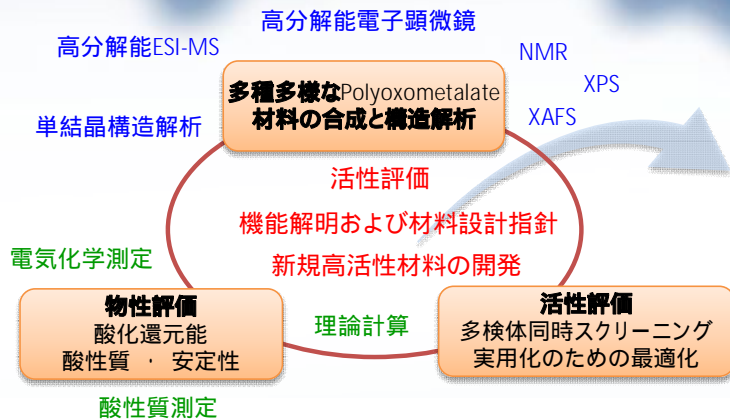 高分解能電子顕微鏡
高分解能ESI-MS
NMR
XPS
XAFS
単結晶構造解析
多種多様なPolyoxometalate
材料の合成と構造解析
活性評価
機能解明および材料設計指針
新規高活性材料の開発
電気化学測定
理論計算
物性評価
酸化還元能
酸性質 ・ 安定性
活性評価
多検体同時スクリーニング
実用化のための最適化
酸性質測定